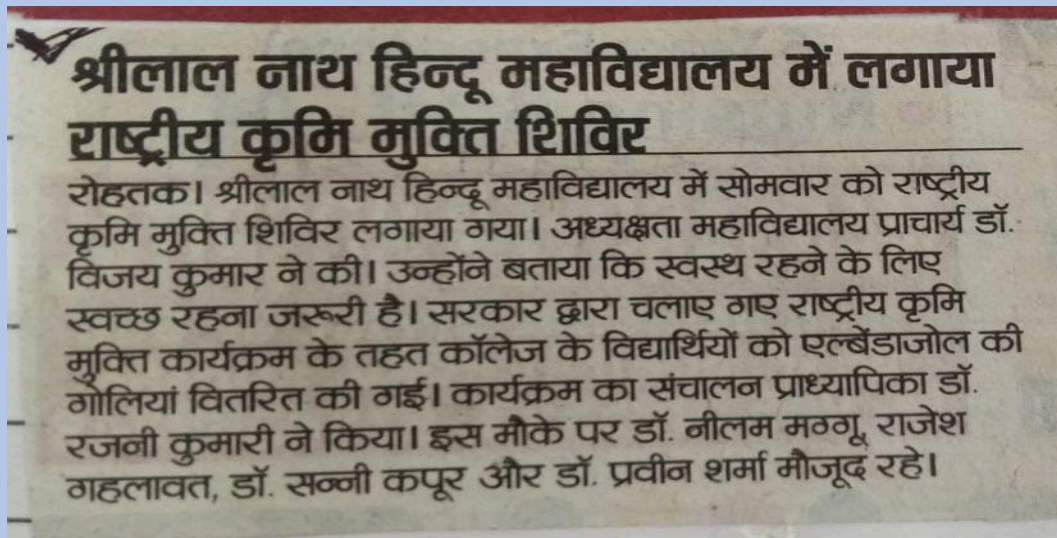 श्रीलाल नाथ हिन्दू महाविद्यालय में लगाया
राष्ट्रीय कृमि मुक्ति शिविर
रोहतक। श्रीलाल नाथ हिन्दू महाविद्यालय में सोमवार को राष्ट्रीय
कृमि मुक्ति शिविर लगाया गया। अध्यक्षता महाविद्यालय प्राचार्य डॉ.
विजय कुमार ने की। उन्होंने बताया कि स्वस्थ रहने के लिए
स्वच्छ रहना जरूरी है। सरकार द्वारा चलाए गए राष्ट्रीय कृमि
मुक्ति कार्यक्रम के तहत कॉलेज के विद्यार्थियों को एल्बेंडाजोल की
गोलियां वितरित की गई। कार्यक्रम का संचालन प्राध्यापिका डॉ.
रजनी कुमारी ने किया। इस मौके पर डॉ. नीलम मग्गू, राजेश
गहलावत, डॉ. सन्नी कपूर और डॉ. प्रवीन शर्मा मौजूद रहे।